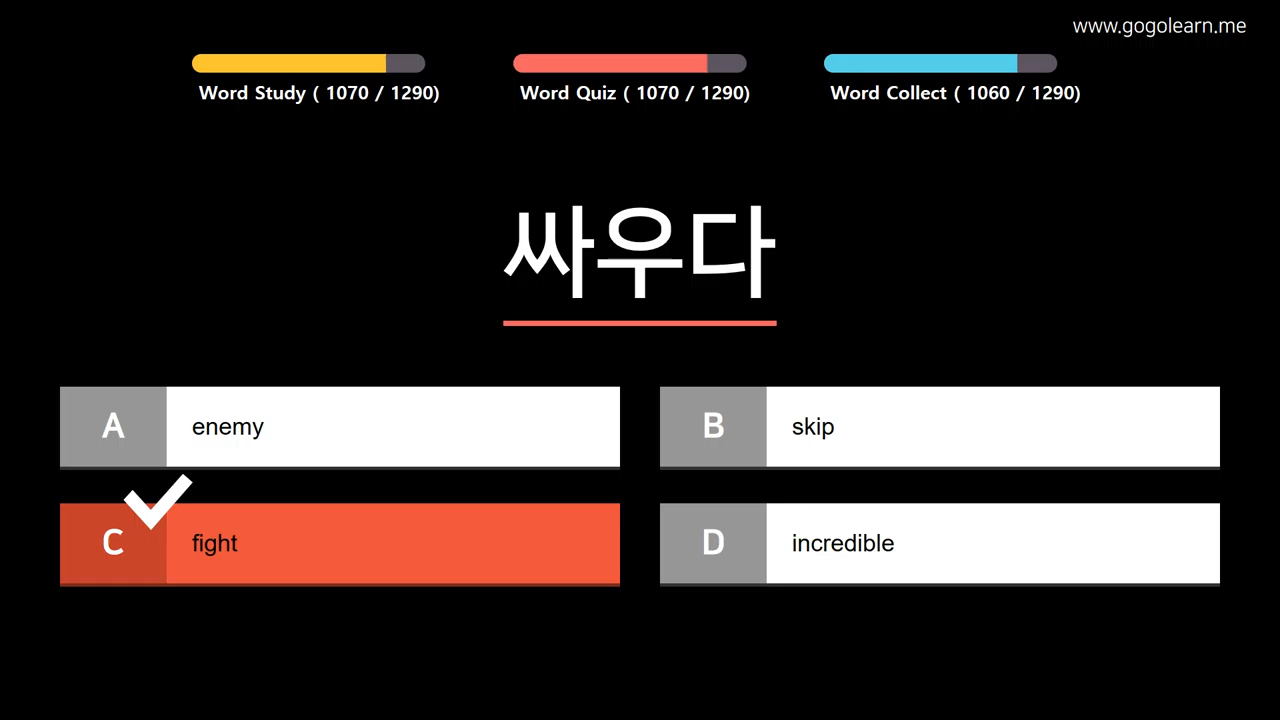 www.gogolearn.me
Word Study ( 1070 / 1290)
Word Quiz ( 1070 / 1290)
Word Collect ( 1060 / 1290)
싸우다
A enemy
B skip
C fight
D incredible